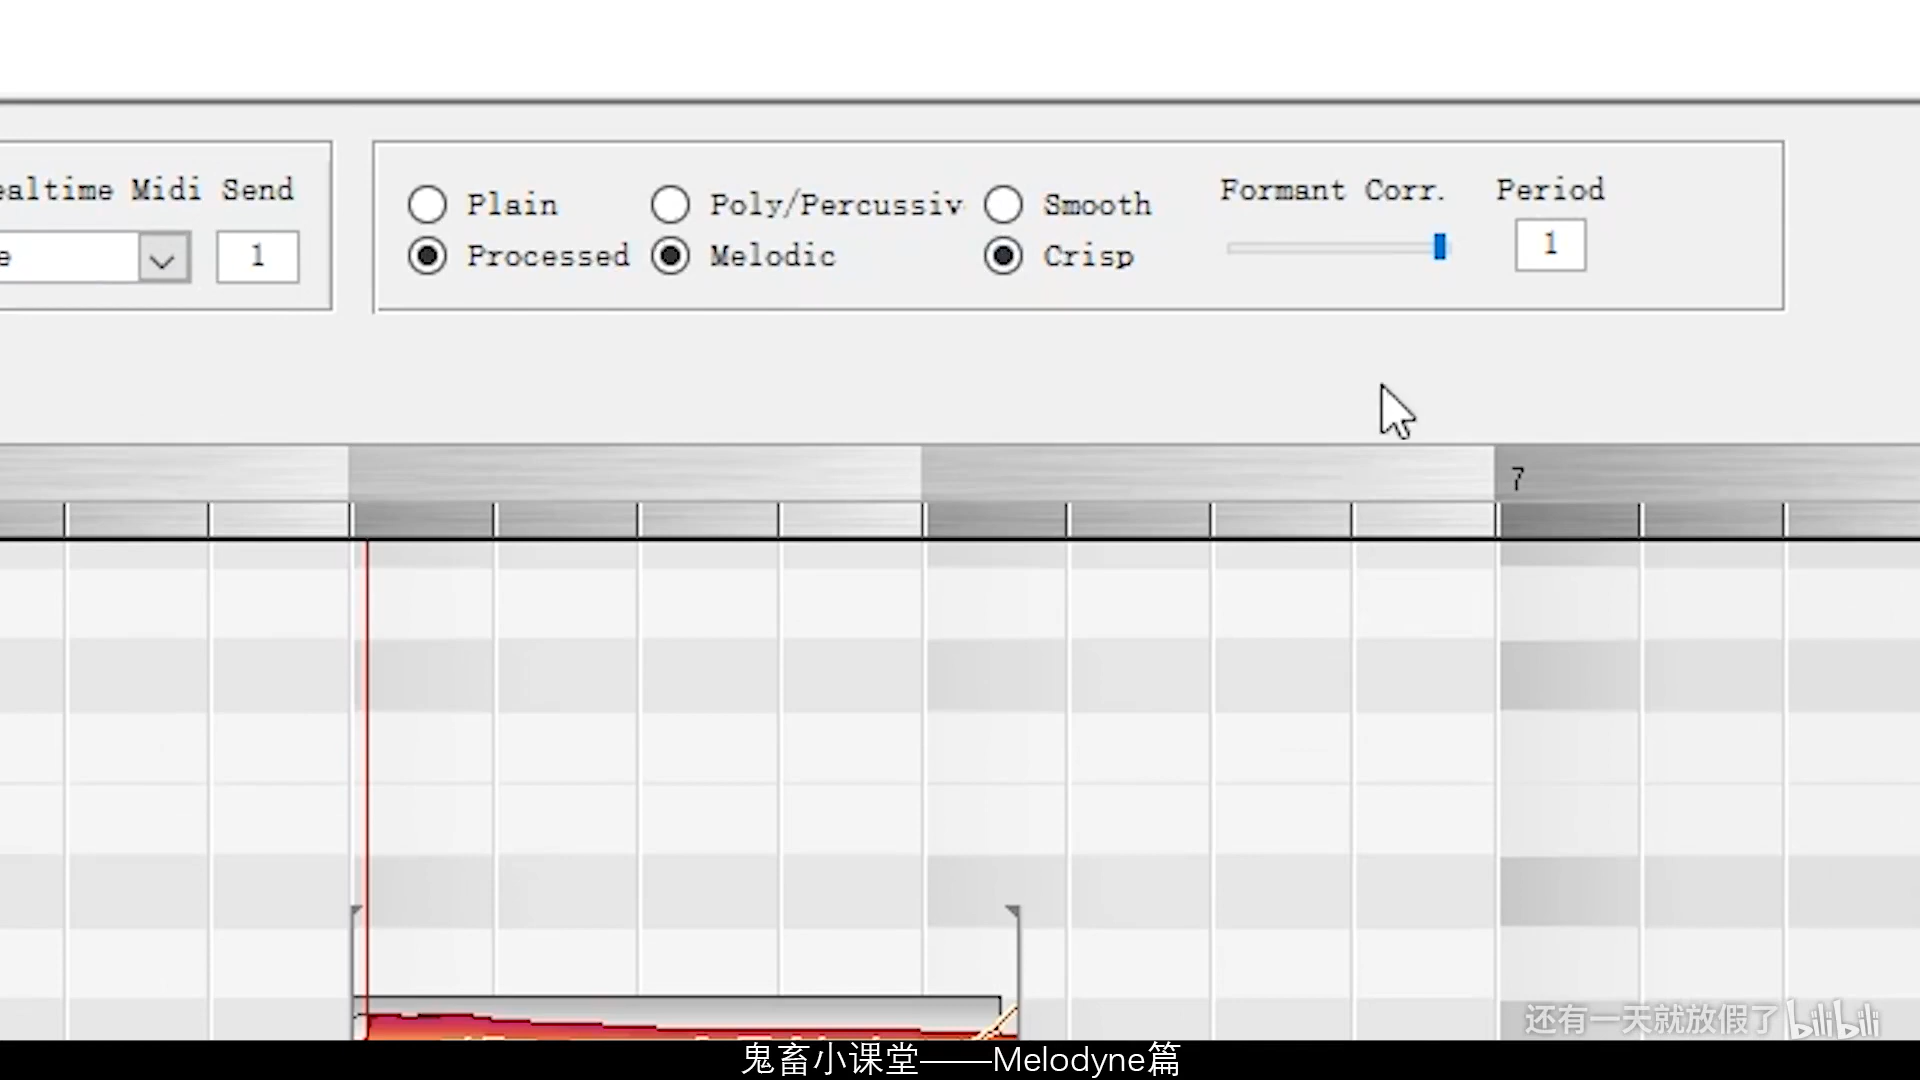 ealtime Midi Send
e
1
Plain
Processed
Poly/Percussiv
Melodic
Smooth
Crisp
Formant Corr.
Period
1
7
还有一天就放假了 bilibili
鬼畜小课堂——Melodyne篇